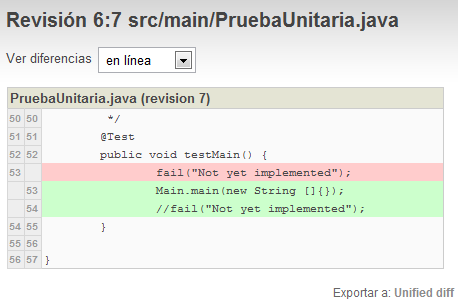 Revisión 6:7 src/main/PruebaUnitaria.java
Ver diferencias en línea
PruebaUnitaria.java (revision 7)
50 50 */
51 51 @Test
52 52 public void testMain() {
53 fail("Not yet implemented");
53 Main.main(new String []{});
54 //fail("Not yet implemented");
54 55 }
55 56
56 57 }
Exportar a: Unified diff